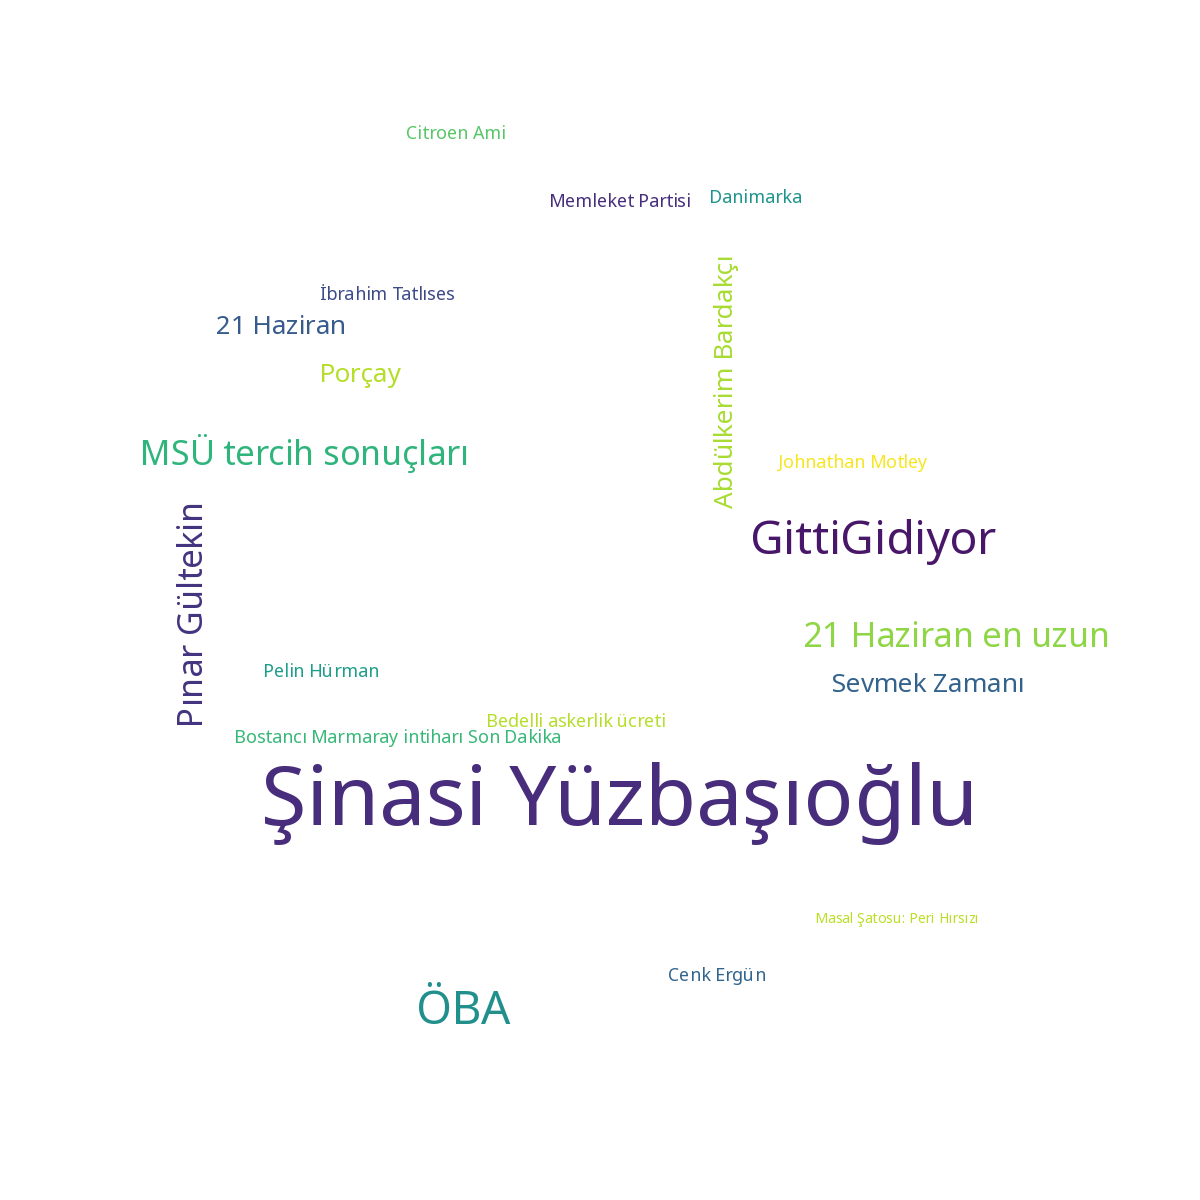 Citroen Ami
Memleket Partisi
Danimarka
İbrahim Tatlıses
21 Haziran
Porçay
Abdülkerim Bardakçı
MSÜ tercih sonuçları
Johnathan Motley
GittiGidiyor
Pınar Gültekin
21 Haziran en uzun
Pelin Hürman
Sevmek Zamanı
Bedelli askerlik ücreti
Bostancı Marmaray intiharı Son Dakika
Şinasi Yüzbaşıoğlu
Masal Şatosu: Peri Hırsızı
Cenk Ergün
ÖBA